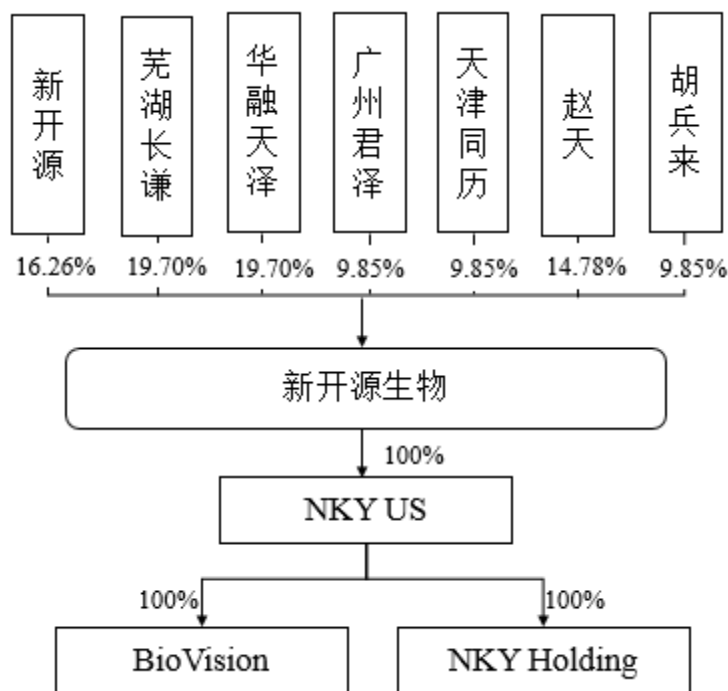 新开源
芜湖长谦
华融天泽
广州君泽
天津同历
赵天
胡兵来
16.26%
19.70%
19.70%
9.85%
9.85%
14.78%
9.85%
新开源生物
100%
NKY US
100%
100%
BioVision
NKY Holding